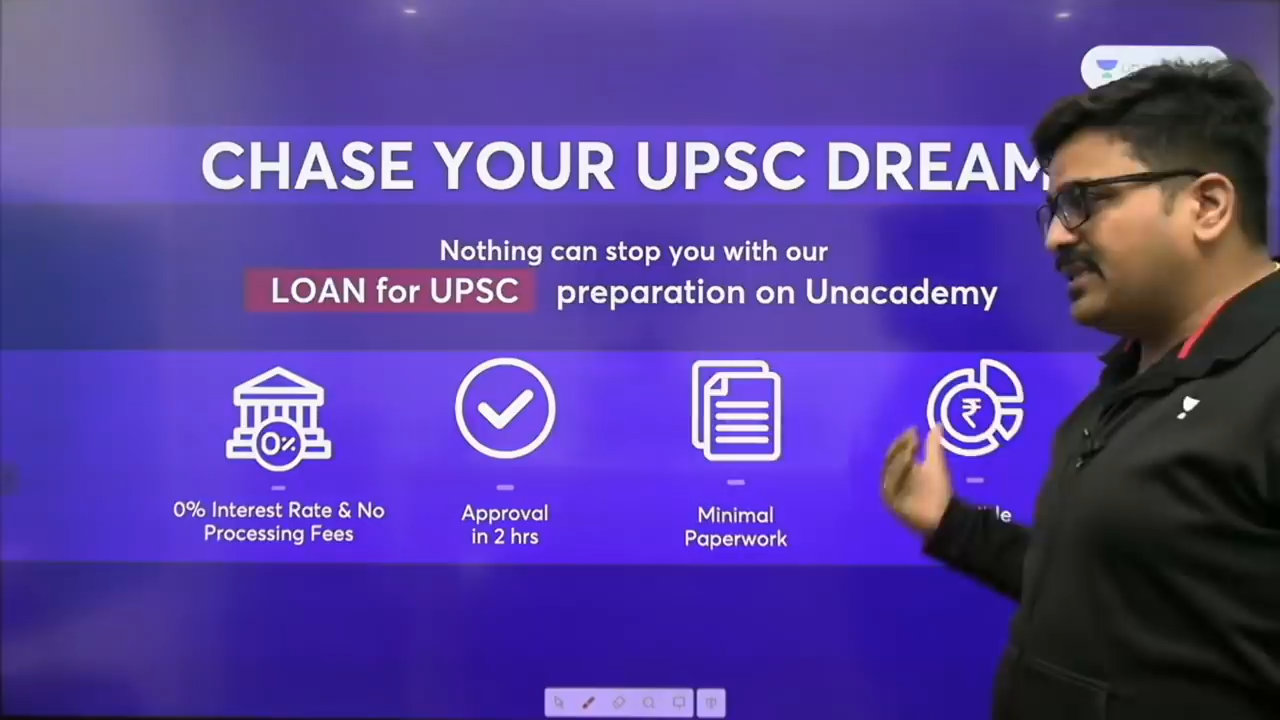 CHASE YOUR UPSC DREAM
Nothing can stop you with our
LOAN for UPSC preparation on Unacademy
0%
₹
0% Interest Rate & No
Processing Fees
Approval
in 2 hrs
Minimal
Paperwork